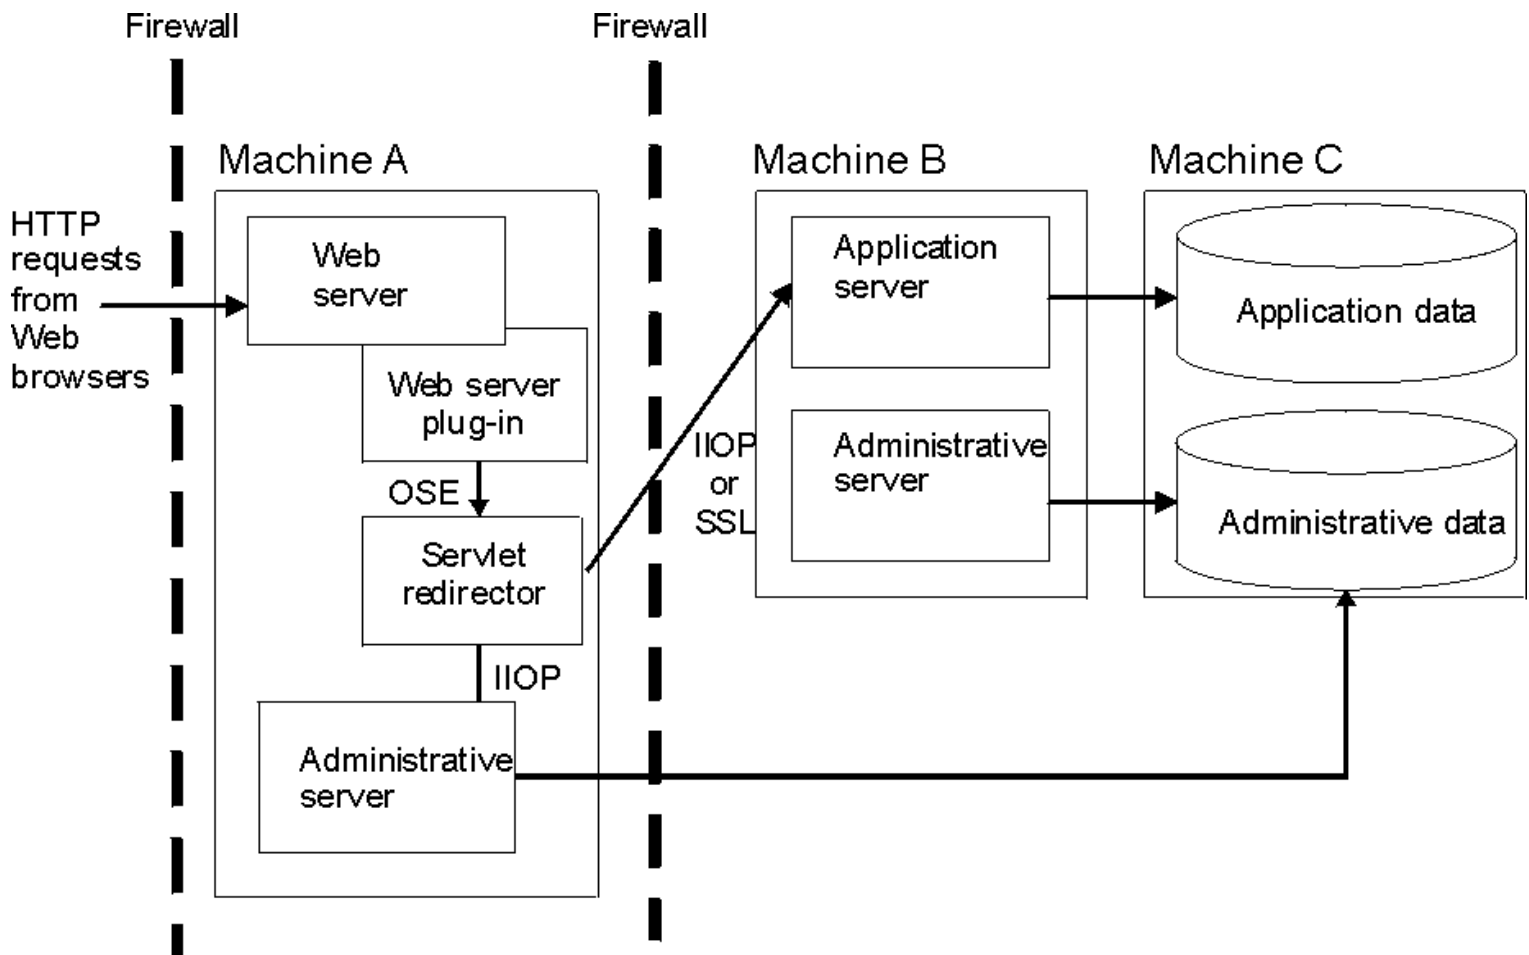 Firewall
Firewall
Machine A
Machine B
Machine C
HTTP
requests
from
Web
browsers
Web
server
Web server
plug-in
OSE
Servlet
redirector
IIOP
Administrative
server
IIOP
or
SSL
Application
server
Administrative
server
Application data
Administrative data